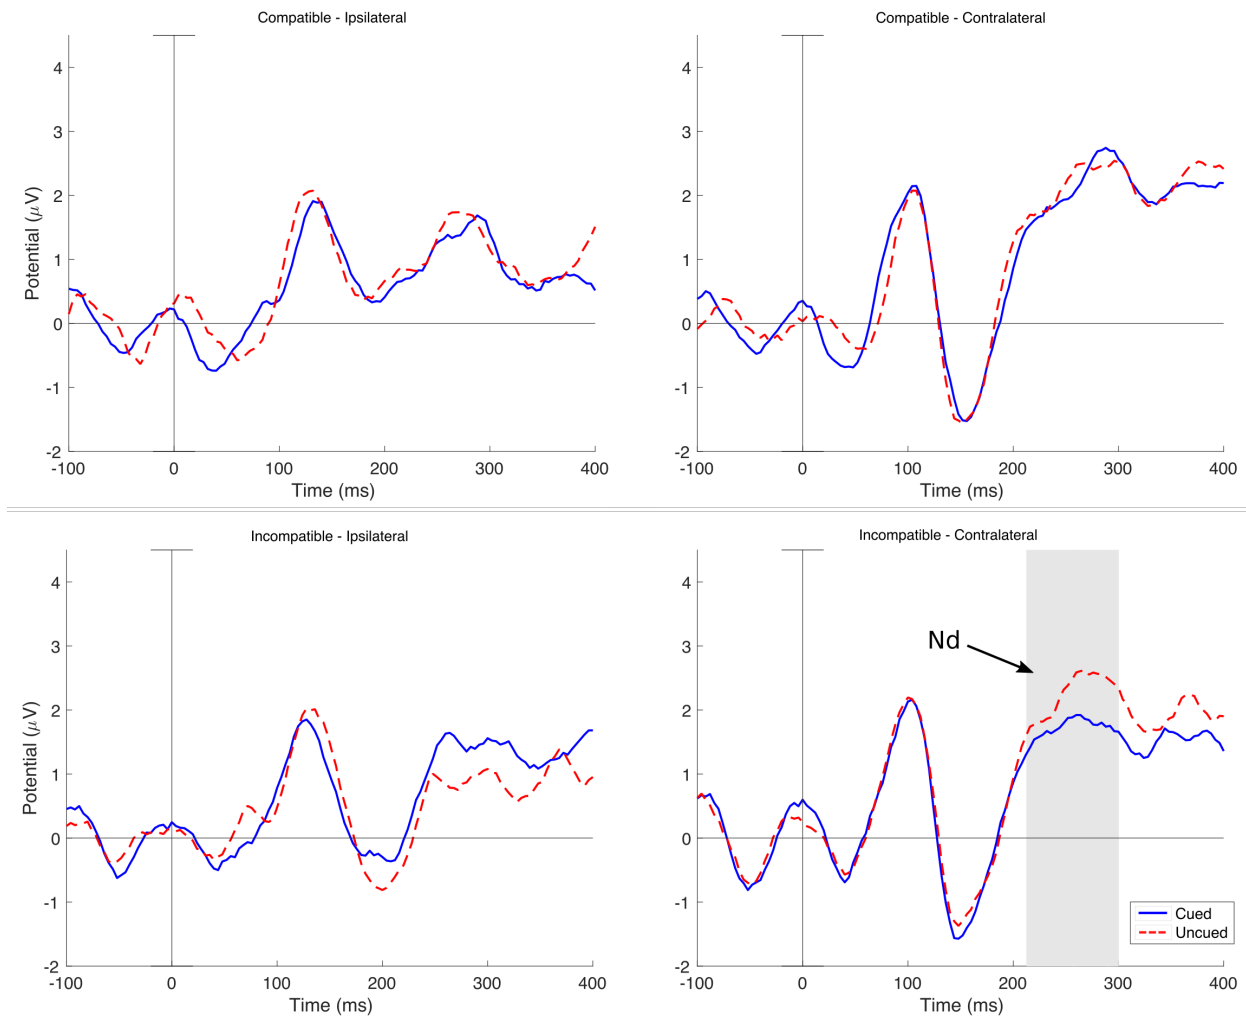 Compatible - Ipsilateral
4
3
2
1
0
-1
-2
Potential (μV)
-100 0 100 200 300 400
Time (ms)
Compatible - Contralateral
4
3
2
1
0
-1
-2
-100 0 100 200 300 400
Time (ms)
Incompatible - Ipsilateral
4
3
2
1
0
-1
-2
Potential (μV)
-100 0 100 200 300 400
Time (ms)
Incompatible - Contralateral
4
3
2
1
0
-1
-2
Nd
Cued
Uncued
-100 0 100 200 300 400
Time (ms)